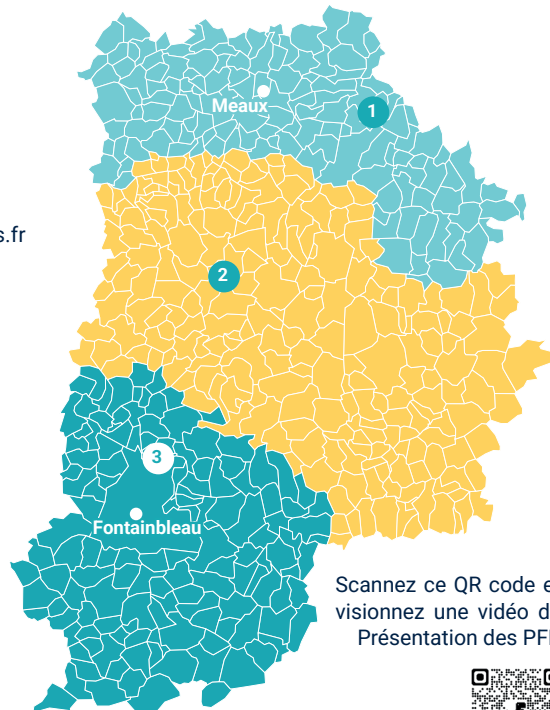 Meaux
1
s.fr
2
3
Fontainbleau
Scannez ce QR code e
visionnez une vidéo d
Présentation des PF